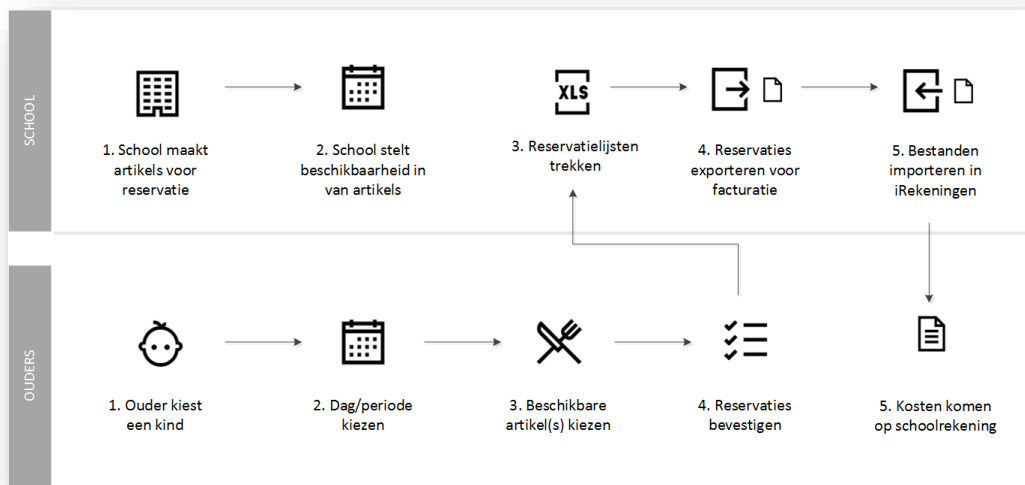 SCHOOL
1. School maakt
artikels voor
reservatie
2. School stelt
beschikbaarheid in
van artikels
XLS
3. Reservatielijsten
trekken
4. Reservaties
exporteren voor
facturatie
5. Bestanden
importeren in
iRekeningen
OUDERS
1. Ouder kiest
een kind
2. Dag/periode
kiezen
3. Beschikbare
artikel(s) kiezen
4. Reservaties
bevestigen
5. Kosten komen
op schoolrekening